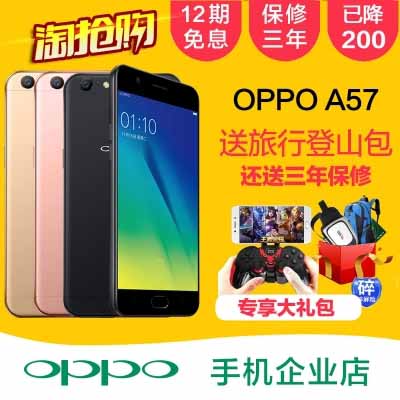 淘抢购
12期
免息
保修
三年
已降
200
OPPO A57
送旅行登山包
还送三年保修
01:10
专享大礼包
碎
oppo 手机企业店